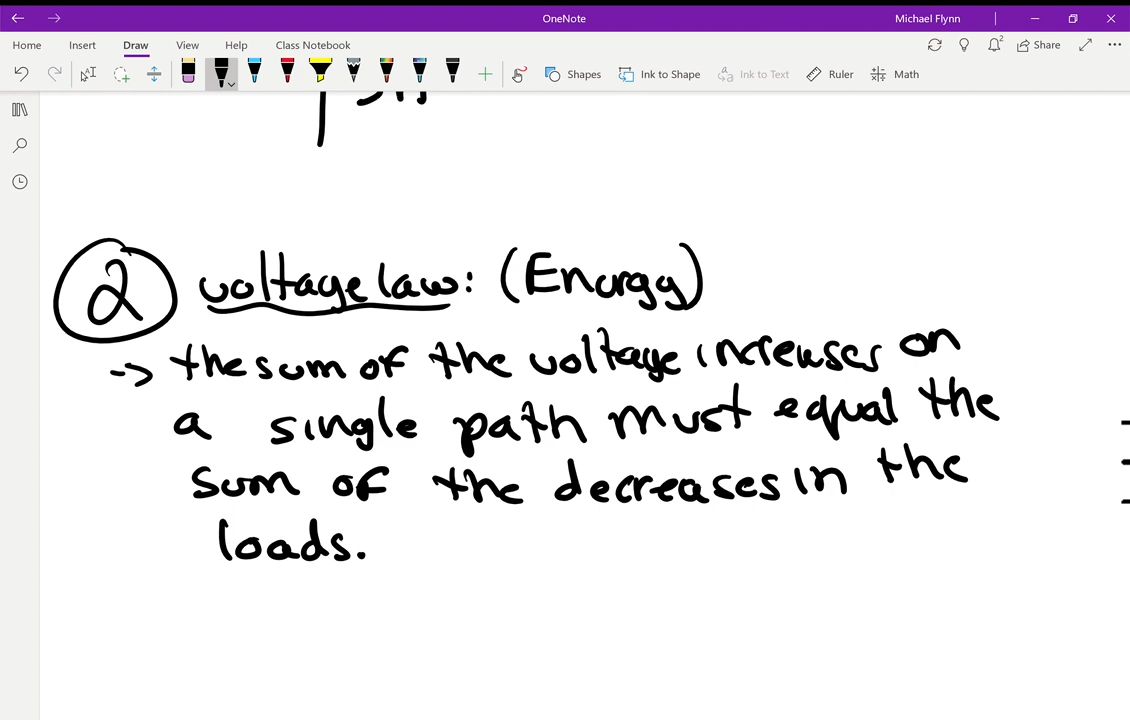 OneNote
Michael Flynn
Home Insert Draw View Help Class Notebook
2
Share
Shapes Ink to Shape Ink to Text Ruler Math
2 voltage law: (Energy)
-> the sum of the voltage increases on
a single path must equal the
sum of the decreases in the
loads.